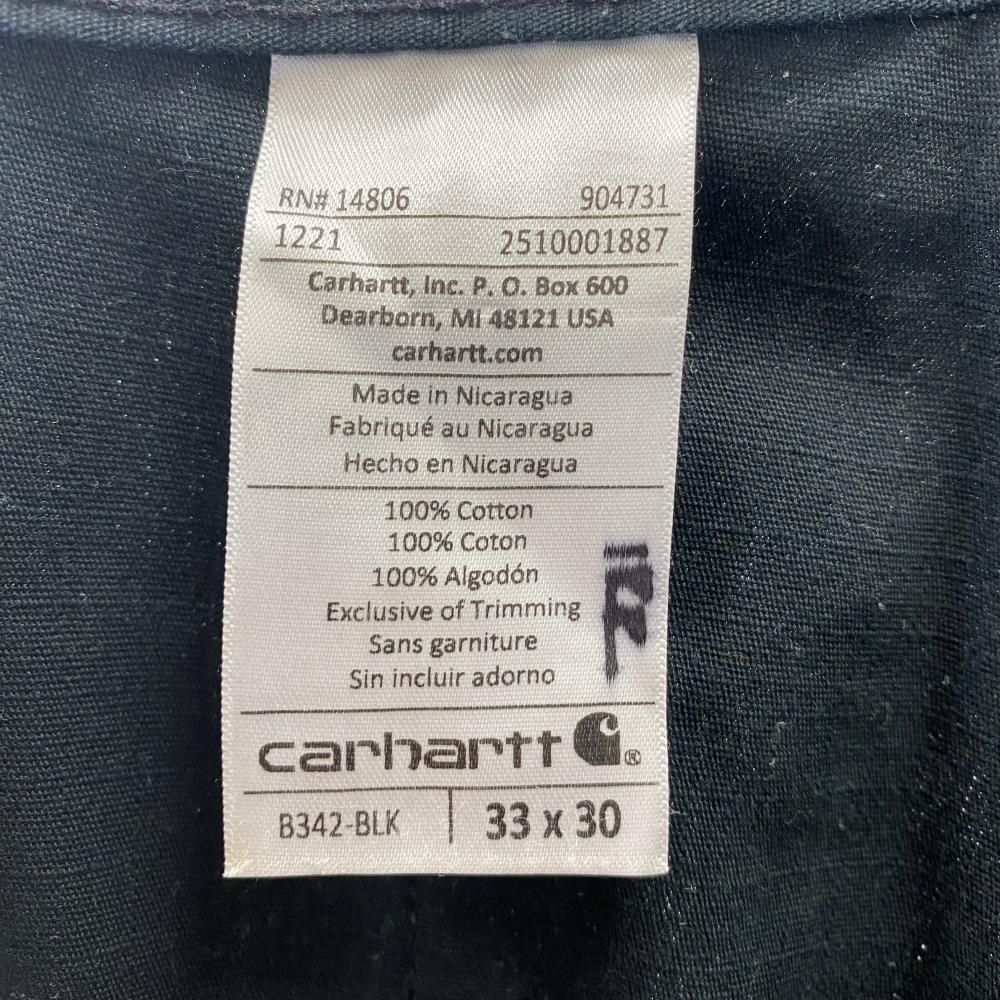 RN# 14806 904731
1221 2510001887
Carhartt, Inc. P. O. Box 600
Dearborn, MI 48121 USA
carhartt.com
Made in Nicaragua
Fabriqué au Nicaragua
Hecho en Nicaragua
100% Cotton
100% Coton
100% Algodón
Exclusive of Trimming
Sans garniture
Sin incluir adorno
carhartt ®
B342-BLK 33 x 30